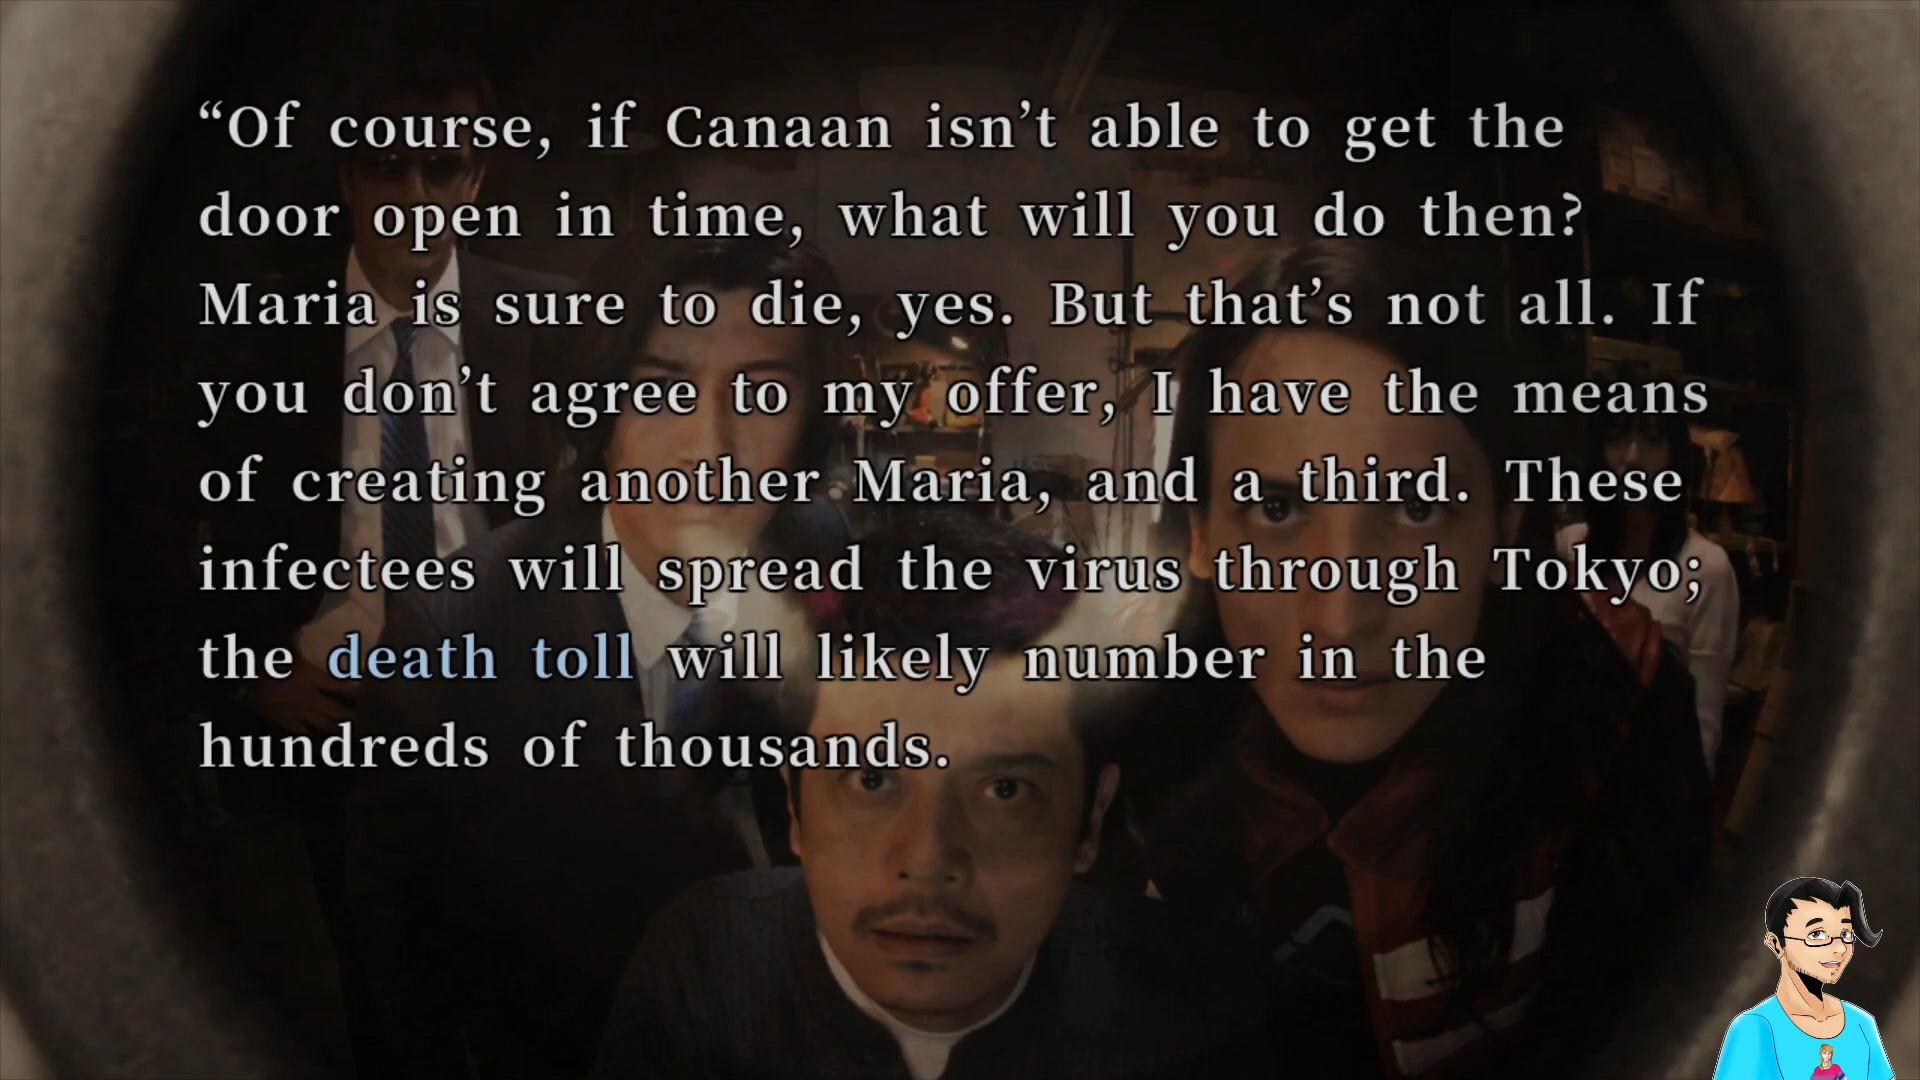 “Of course, if Canaan isn’t able to get the
door open in time, what will you do then?
Maria is sure to die, yes. But that’s not all. If
you don’t agree to my offer, I have the means
of creating another Maria, and a third. These
infectees will spread the virus through Tokyo;
the death toll will likely number in the
hundreds of thousands.